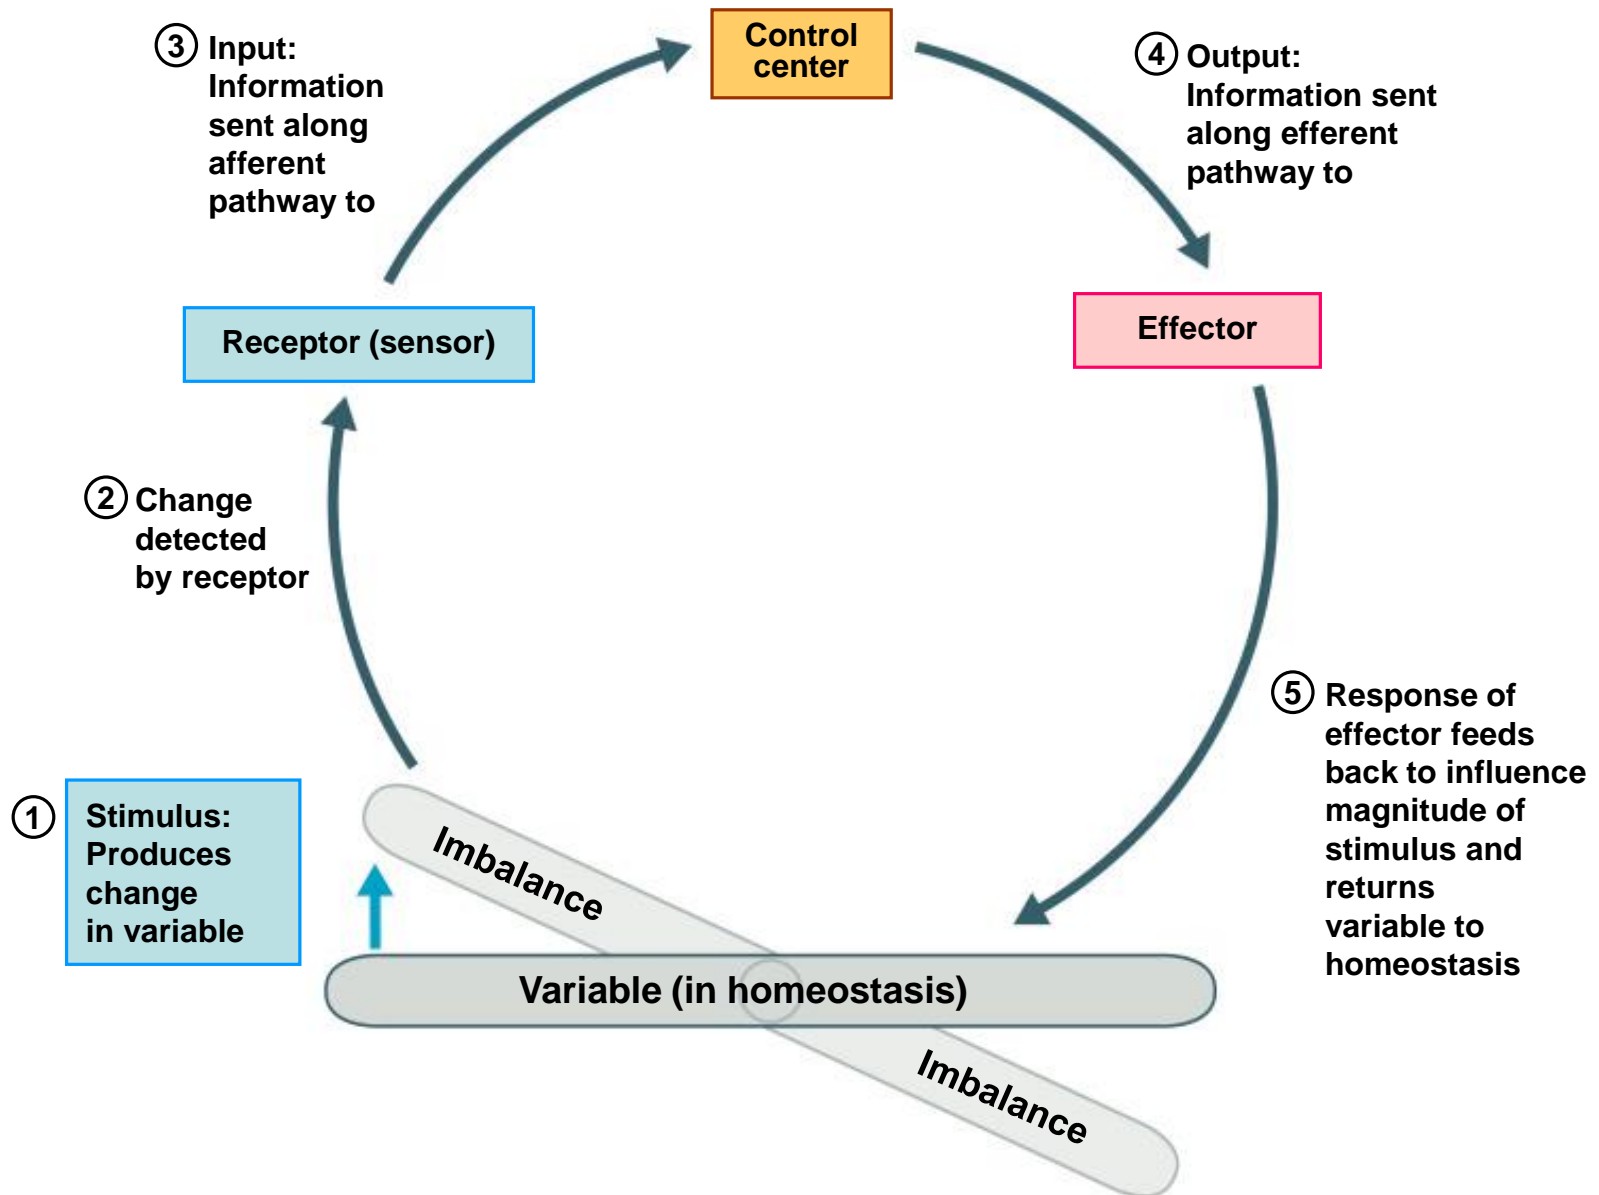 1
Stimulus:
Produces
change
in variable
2
Change
detected
by receptor
Receptor (sensor)
3
Input:
Information
sent along
afferent
pathway to
Control
center
4
Output:
Information sent
along efferent
pathway to
Effector
5
Response of
effector feeds
back to influence
magnitude of
stimulus and
returns
variable to
homeostasis
Imbalance
Variable (in homeostasis)
Imbalance